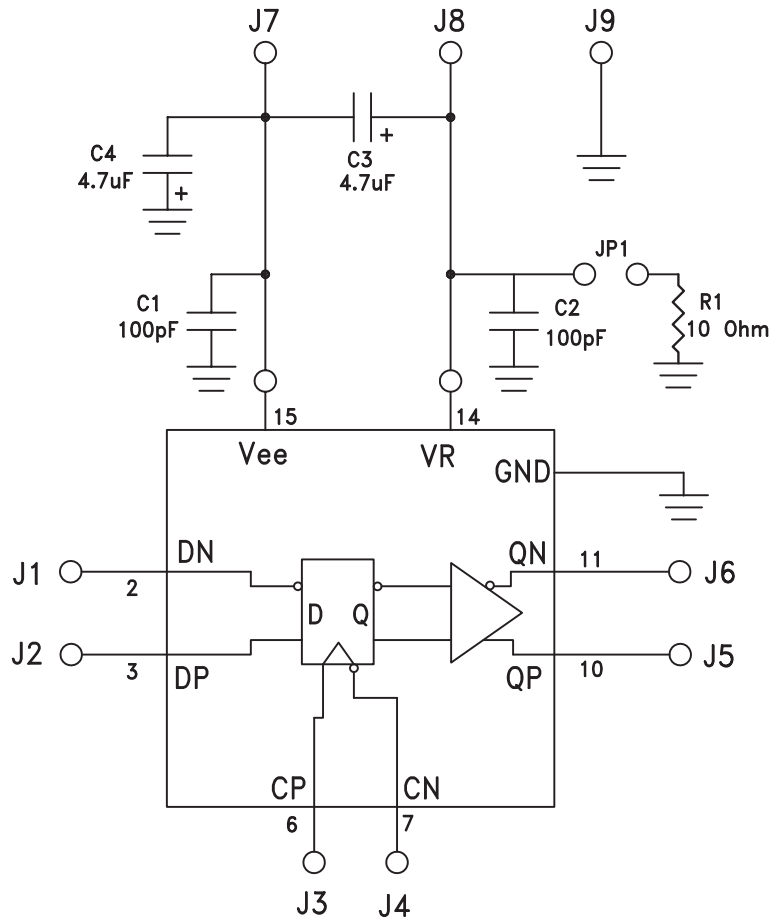 J7
J8
J9
C4
4.7uF
+
+
C3
4.7uF
JP1
C1
100pF
C2
100pF
R1
10 Ohm
15
14
Vee
VR
GND
DN
QN
J1
2
11
J6
D
Q
J2
3
DP
QP
10
J5
CP
CN
6
7
J3
J4